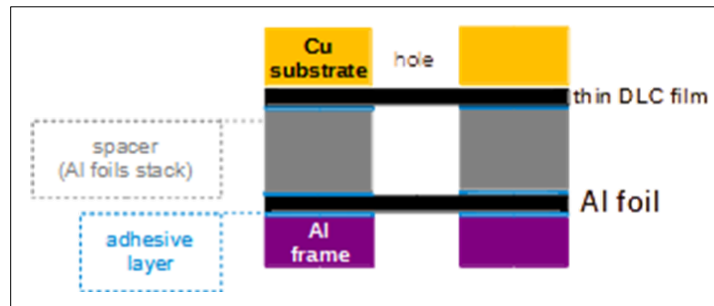 Cu
substrate
hole
thin DLC film
spacer
(Al foils stack)
Al foil
adhesive
layer
Al
frame